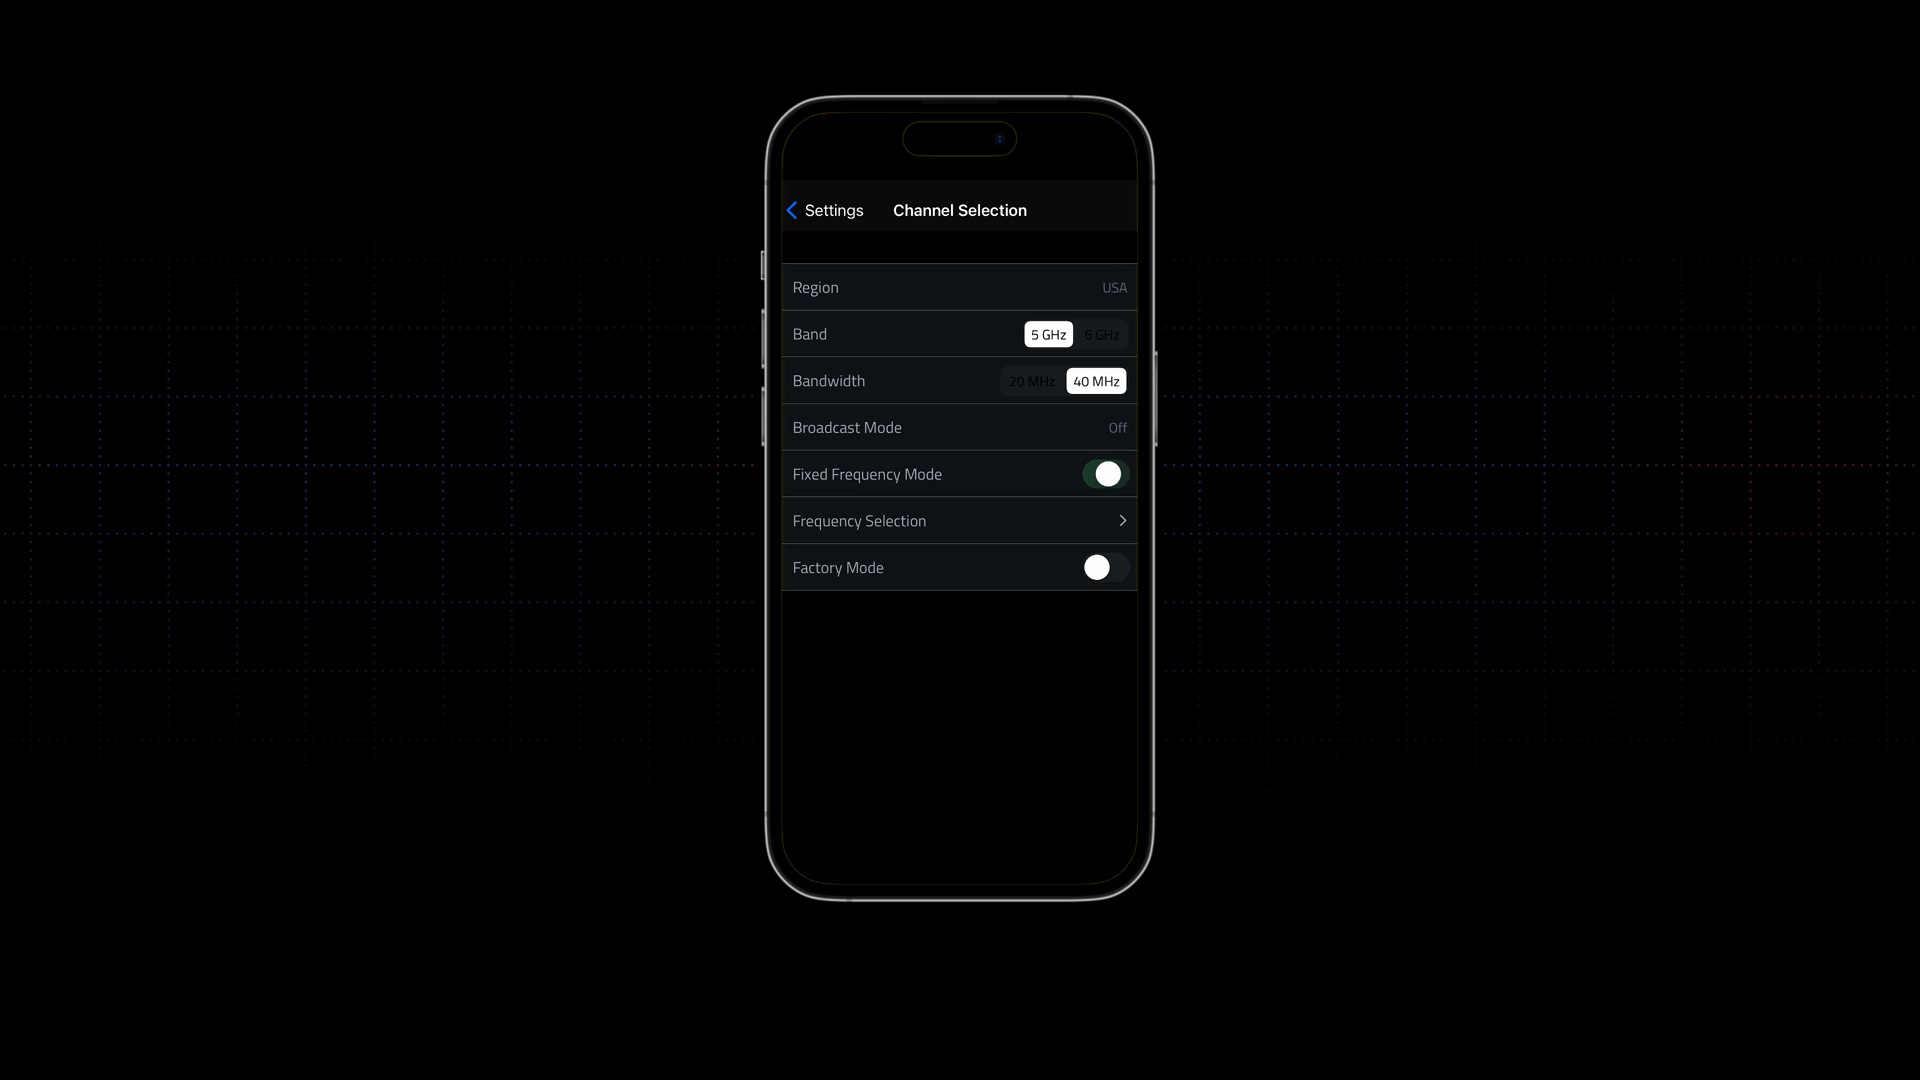 Settings Channel Selection
Region USA
Band 5 GHz 6 GHz
Bandwidth 20 MHz 40 MHz
Broadcast Mode Off
Fixed Frequency Mode
Frequency Selection
Factory Mode